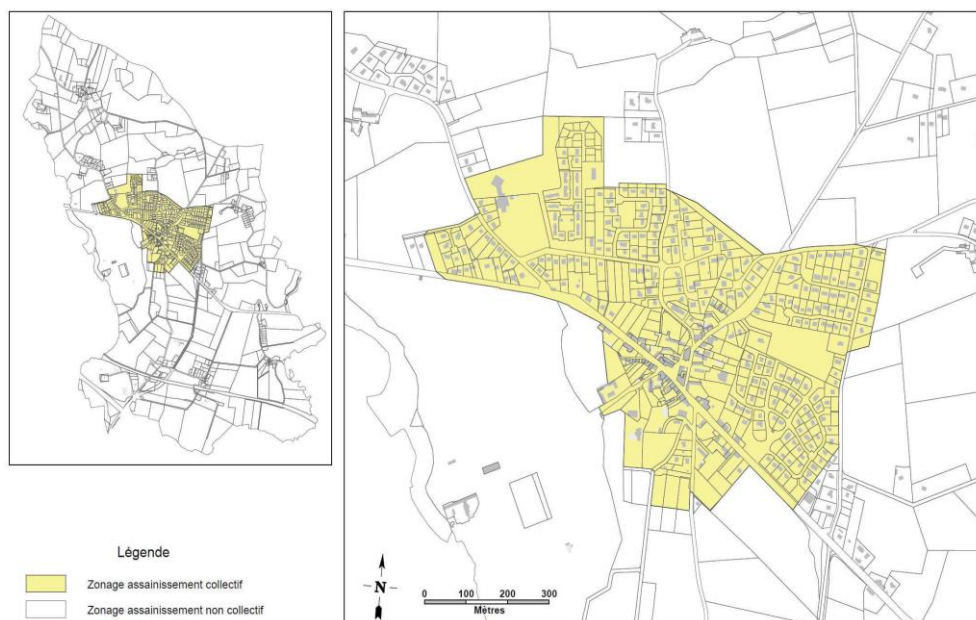 Légende
Zonage assainissement collectif
Zonage assainissement non collectif
N
0 100 200 300
Mètres